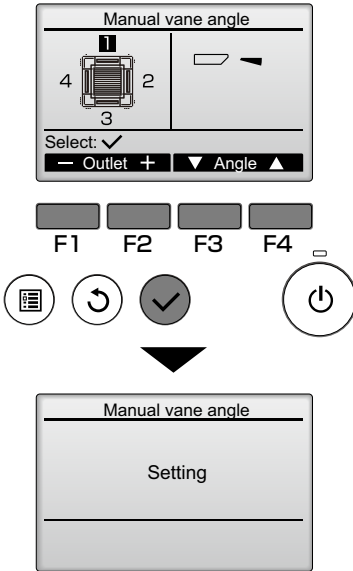 Manual vane angle
1
4 2
3
Select:
− Outlet + ▼ Angle ▲
F1 F2 F3 F4
Manual vane angle
Setting